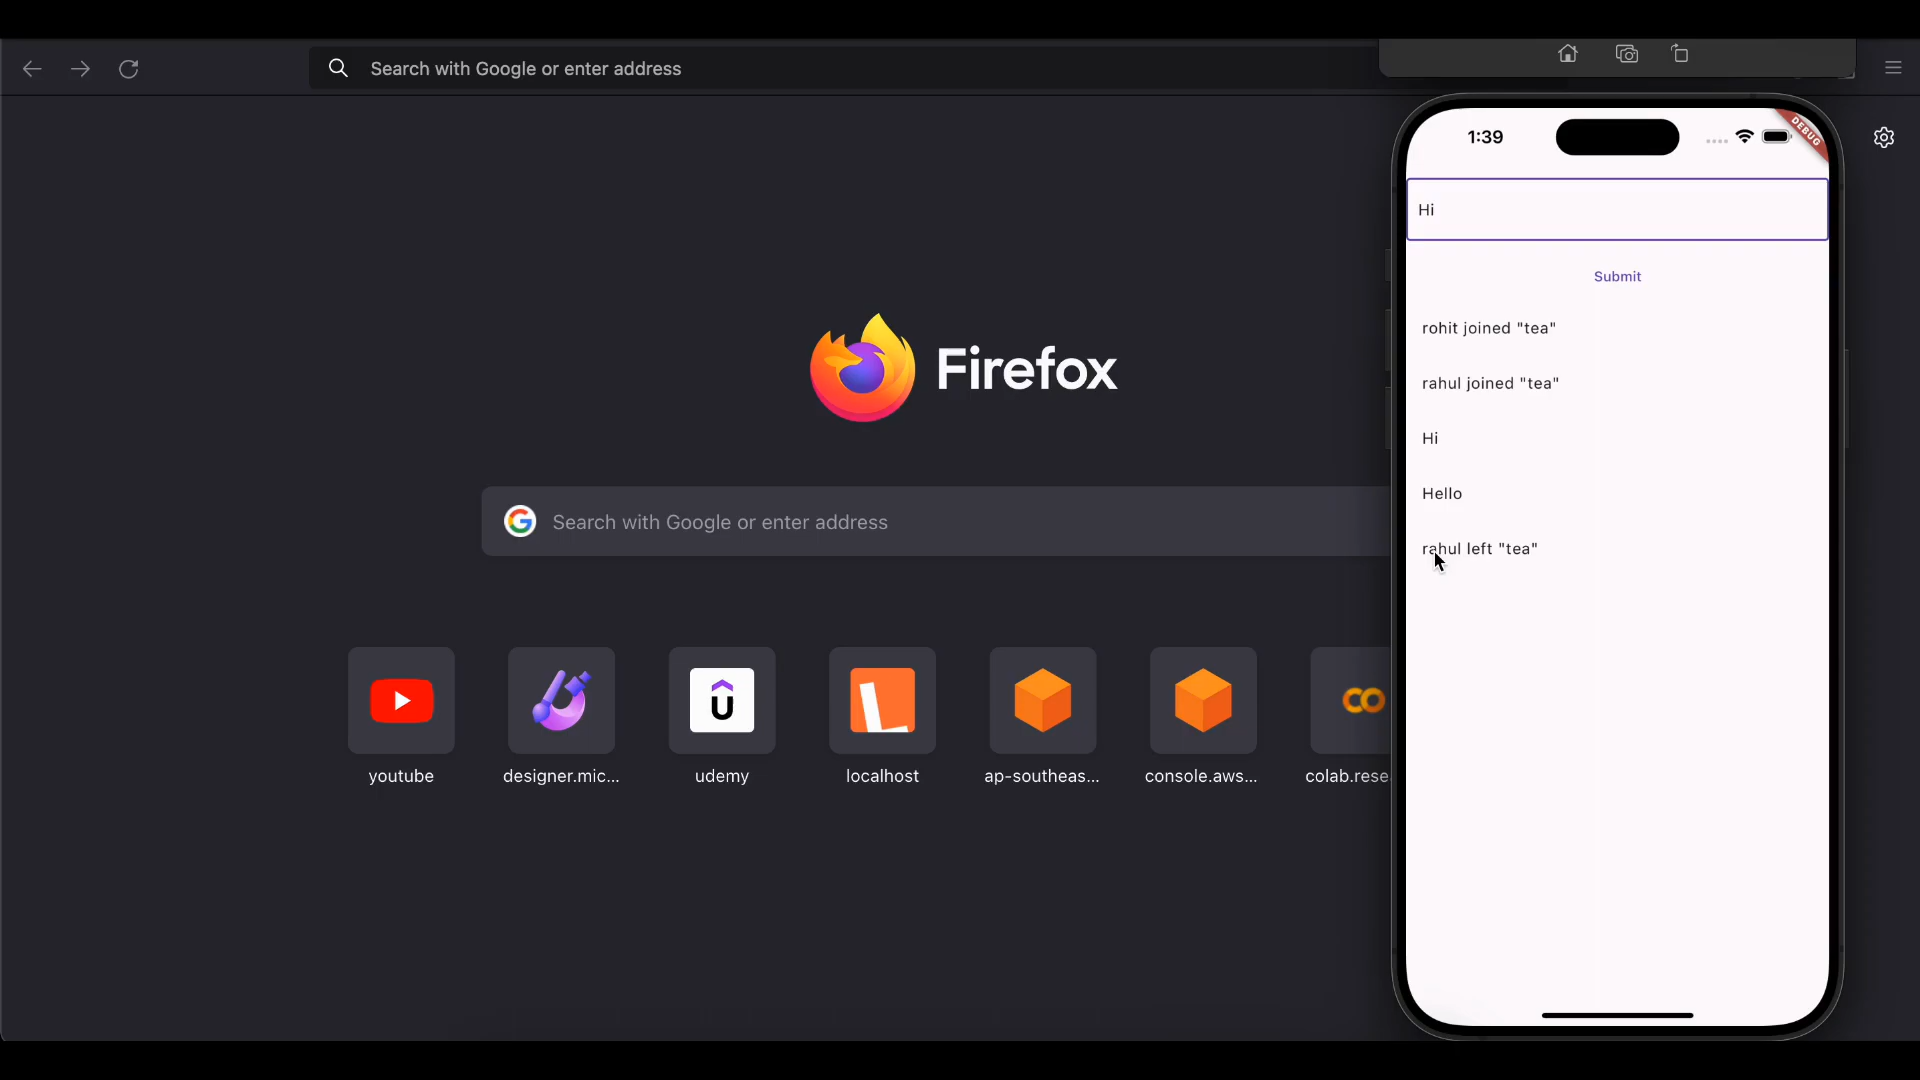 Search with Google or enter address
1:39
DEBUG
Hi
Submit
rohit joined "tea"
rahul joined "tea"
Hi
Hello
rahul left "tea"
Firefox
Search with Google or enter address
youtube
designer.mic...
udemy
localhost
ap-southeas...
console.aws...
colab.rese